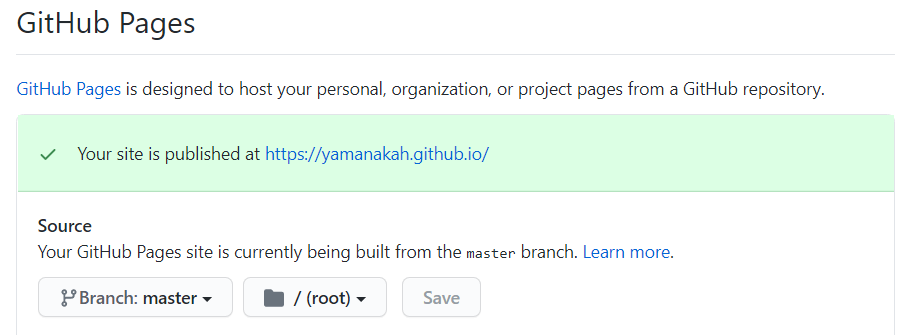 GitHub Pages
GitHub Pages is designed to host your personal, organization, or project pages from a GitHub repository.
Your site is published at https://yamanakah.github.io/
Source
Your GitHub Pages site is currently being built from the master branch. Learn more.
Branch: master / (root) Save